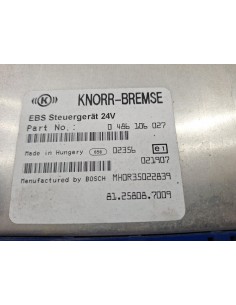 K KNORR-BREMSE
EBS Steuergerät 24V
Part No.: 0 486 106 027
Made in Hungary 02356 e1
021907
Manufactured by BOSCH MHDR35022839
81.25808.7009